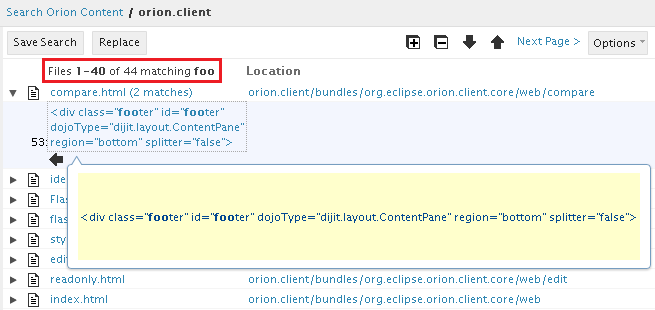 Search Orion Content / orion.client
Save Search Replace Next Page > Options
Files 1-40 of 44 matching foo Location
compare.html (2 matches) orion.client/bundles/org.eclipse.orion.client.core/web/compare
<div class="footer" id="footer"
dojoType="dijit.layout.ContentPane"
53: region="bottom" splitter="false">
ide
<div class="footer" id="footer" dojoType="dijit.layout.ContentPane" region="bottom" splitter="false">
Flas
flas
sty
edit
readonly.html orion.client/bundles/org.eclipse.orion.client.core/web/edit
index.html orion.client/bundles/org.eclipse.orion.client.core/web